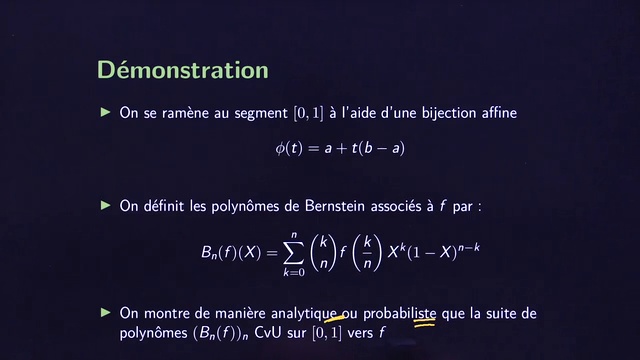 Démonstration
▶ On se ramène au segment [0, 1] à l'aide d'une bijection affine
ϕ(t) = a + t(b − a)
▶ On définit les polynômes de Bernstein associés à f par :
B_n(f)(X) = \sum_{k=0}^{n} \binom{k}{n} f\left(\frac{k}{n}\right) X^k(1 − X)^{n−k}
▶ On montre de manière analytique ou probabiliste que la suite de
polynômes (B_n(f))_n CvU sur [0, 1] vers f